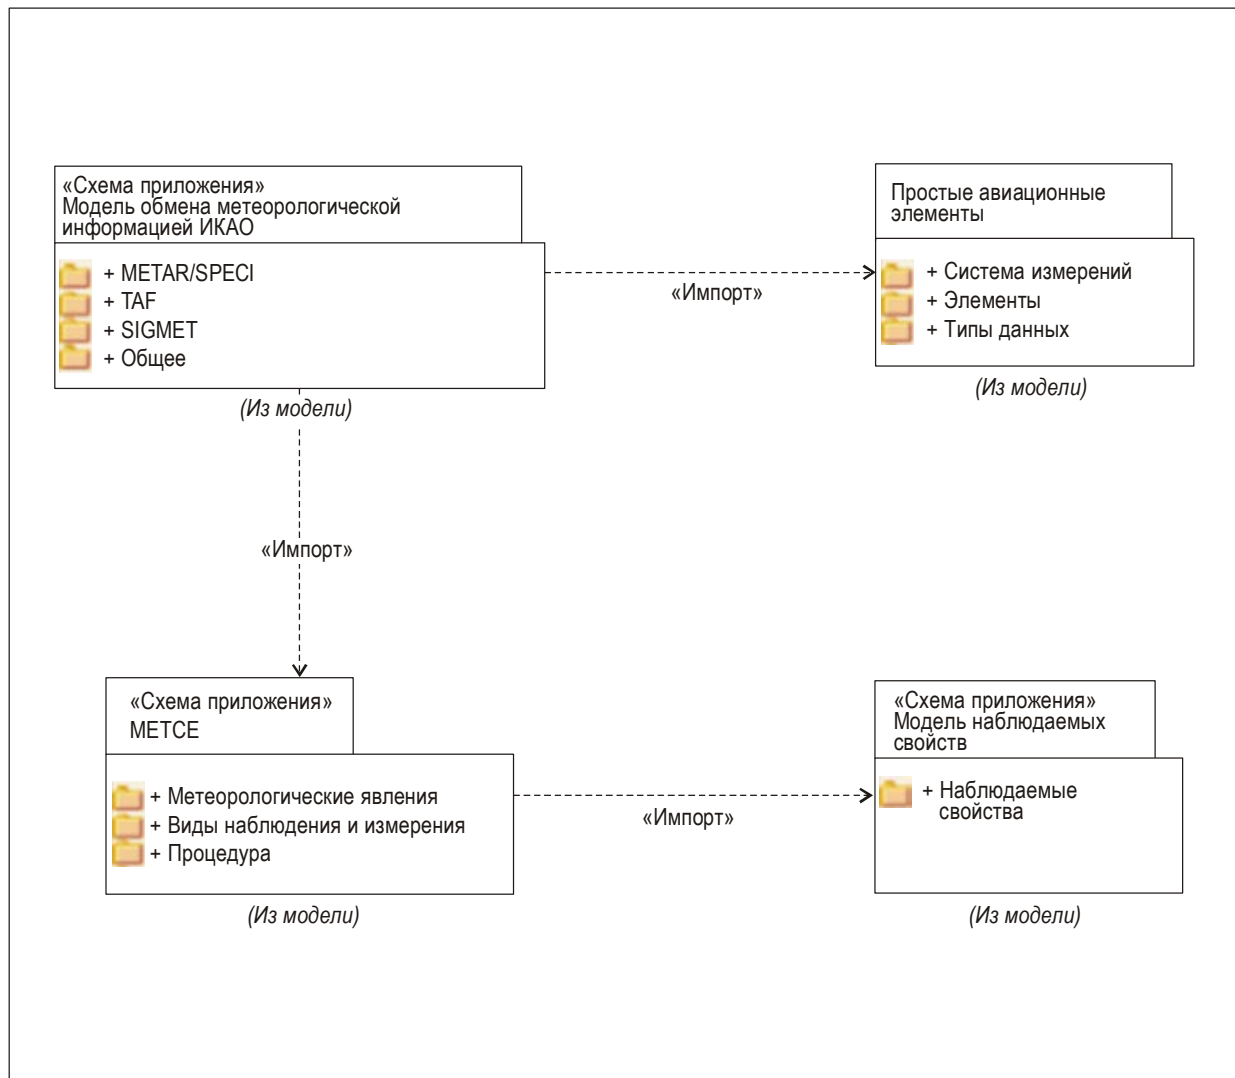 «Схема приложения»
Модель обмена метеорологической
информацией ИКАО
+ METAR/SPECI
+ TAF
+ SIGMET
+ Общее
(Из модели)
«Импорт»
Простые авиационные
элементы
+ Система измерений
+ Элементы
+ Типы данных
(Из модели)
«Импорт»
«Схема приложения»
METCE
+ Метеорологические явления
+ Виды наблюдения и измерения
+ Процедура
(Из модели)
«Импорт»
«Схема приложения»
Модель наблюдаемых
свойств
+ Наблюдаемые
свойства
(Из модели)